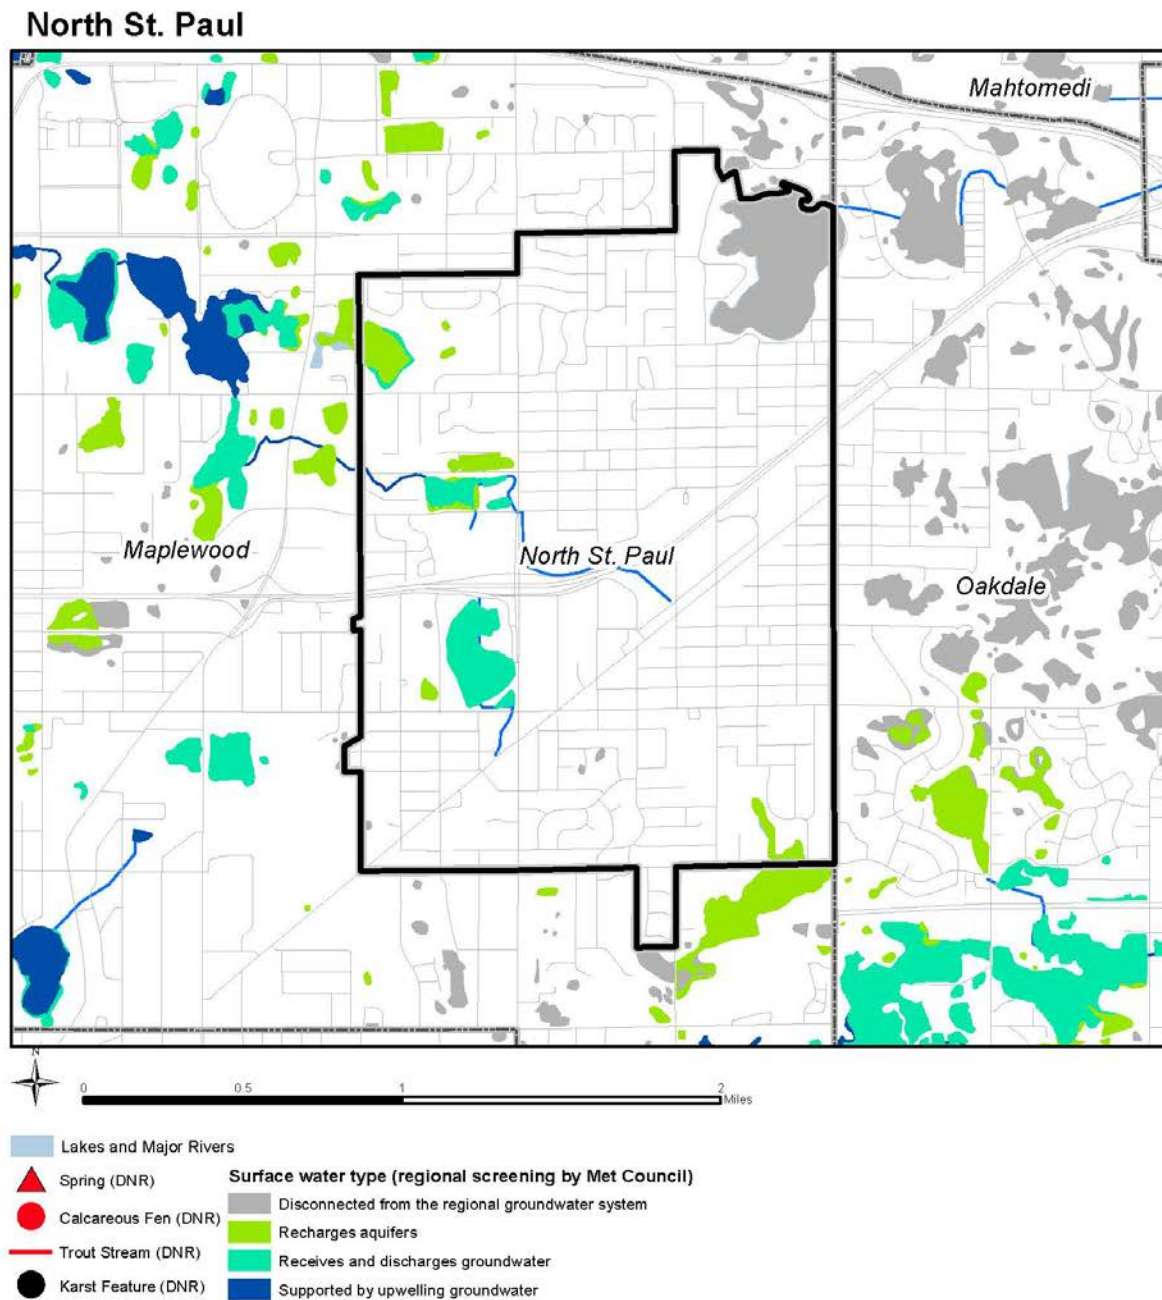 North St. Paul
Mahtomedi
Maplewood
North St. Paul
Oakdale
N
0 0.5 1 2
Miles
Lakes and Major Rivers
Spring (DNR)
Calcareous Fen (DNR)
Trout Stream (DNR)
Karst Feature (DNR)
Surface water type (regional screening by Met Council)
Disconnected from the regional groundwater system
Recharges aquifers
Receives and discharges groundwater
Supported by upwelling groundwater